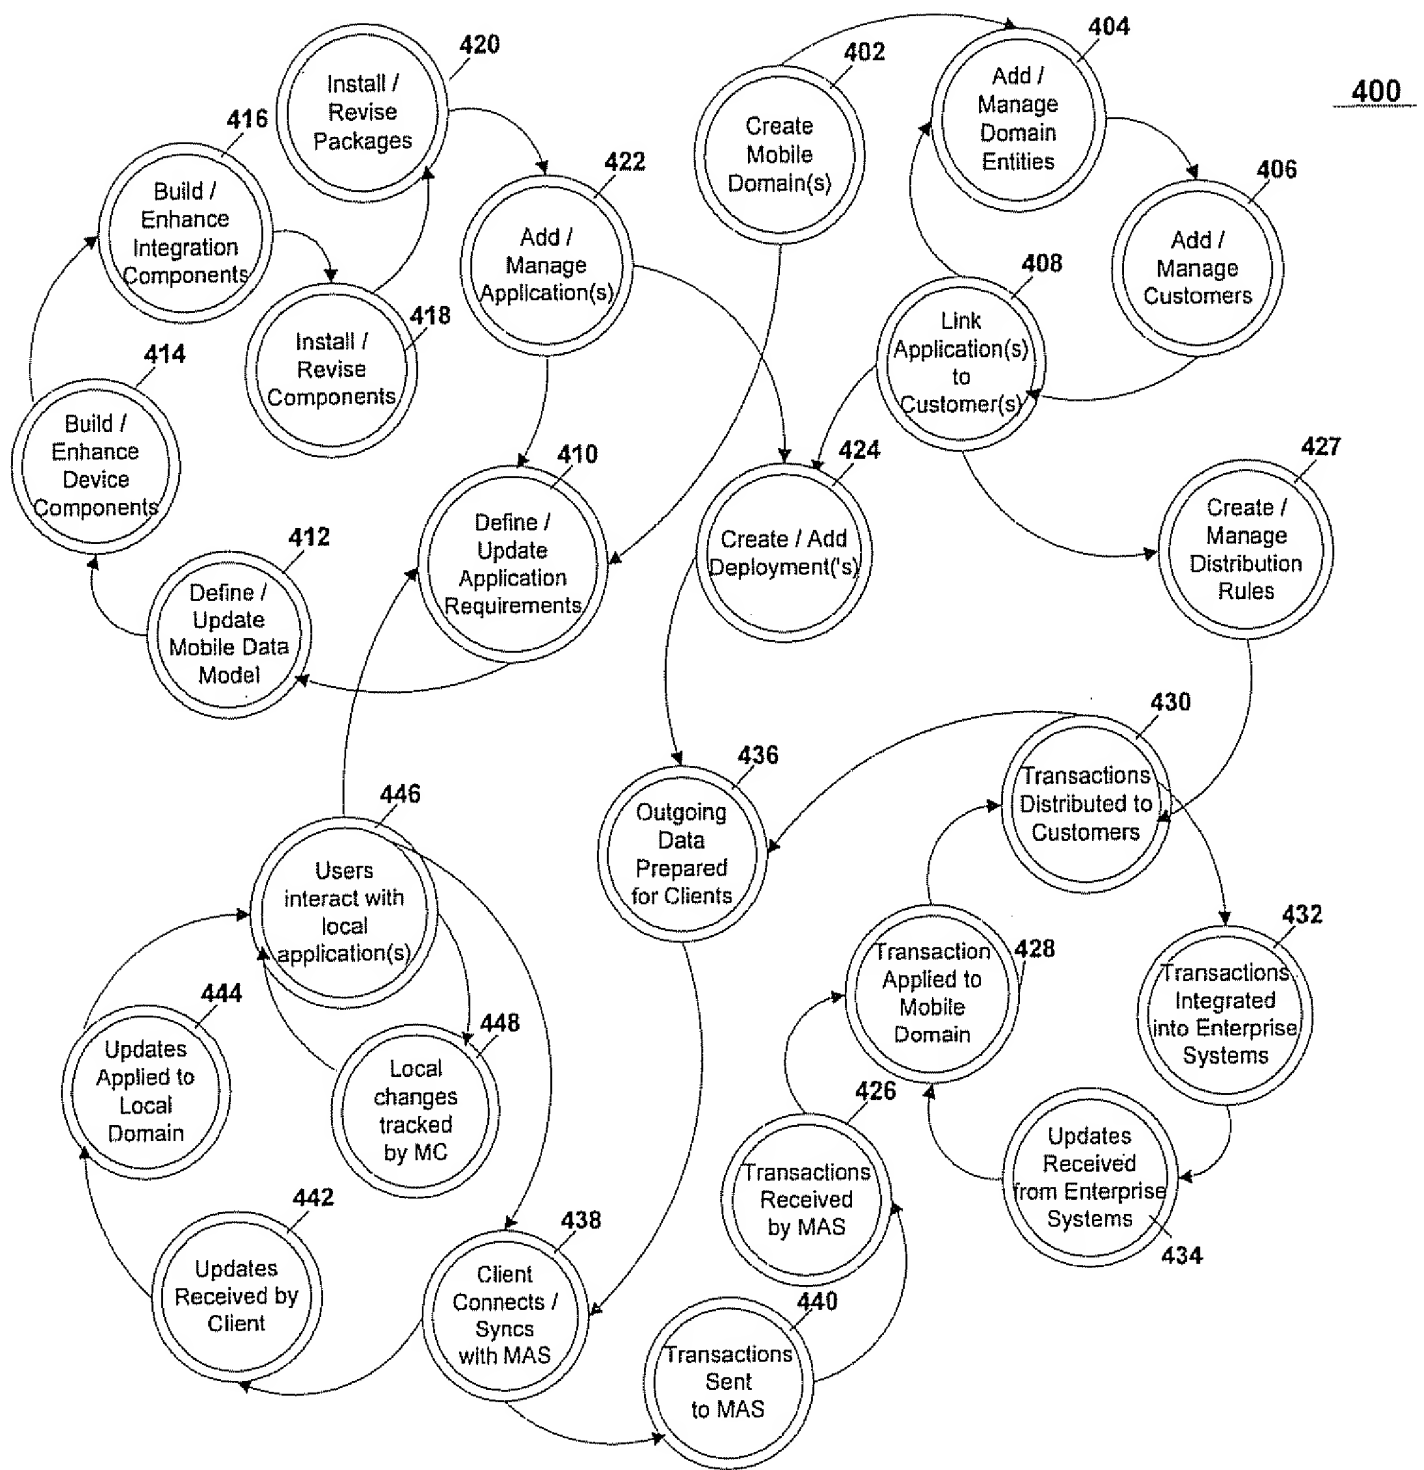 400
420
Install /
Revise
Packages
402
Create
Mobile
Domain(s)
404
Add /
Manage
Domain
Entities
416
Build /
Enhance
Integration
Components
422
Add /
Manage
Application(s)
406
Add /
Manage
Customers
418
Install /
Revise
Components
408
Link
Application(s)
to
Customer(s)
414
Build /
Enhance
Device
Components
410
Define /
Update
Application
Requirements
424
Create / Add
Deployment('s)
427
Create /
Manage
Distribution
Rules
412
Define /
Update
Mobile Data
Model
430
Transactions
Distributed to
Customers
436
Outgoing
Data
Prepared
for Clients
446
Users
interact with
local
application(s)
428
Transaction
Applied to
Mobile
Domain
432
Transactions
Integrated
into Enterprise
Systems
444
Updates
Applied to
Local
Domain
448
Local
changes
tracked
by MC
426
Transactions
Received
by MAS
Updates
Received
from Enterprise
Systems
434
442
Updates
Received by
Client
438
Client
Connects /
Syncs
with MAS
440
Transactions
Sent
to MAS